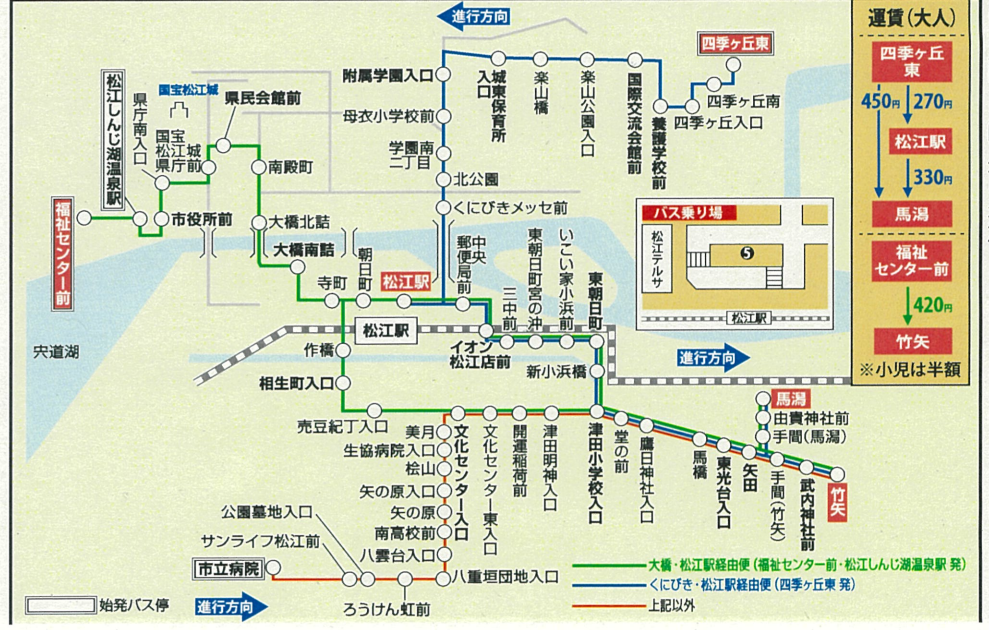 進行方向
四季ヶ丘東
附属学園入口
城東保育所
入口
楽山橋
楽山公園入口
国際交流会館前
養護学校前
四季ヶ丘入口
四季ヶ丘南
母衣小学校前
学園南
二丁目
北公園
くにびきメッセ前
国宝松江城
県民会館前
松江しんじ湖温泉駅
県庁南入口
国宝
松江城
県庁前
南殿町
市役所前
福祉センター前
大橋北詰
大橋南詰
寺町
朝日町
松江駅
中央
郵便局前
三中前
東朝日町宮の沖
いこい家小浜前
東朝日町
松江駅
イオン
松江店前
新小浜橋
宍道湖
作橋
相生町入口
売豆紀丁入口
バス乗り場
松江テルサ
5
松江駅
進行方向
馬潟
由貴神社前
手間(馬潟)
美月
生協病院入口
桧山
矢の原入口
矢の原
南高校前
八雲台入口
八重垣団地入口
文化センター入口
文化センター東入口
開運稲荷前
津田明神入口
津田小学校入口
堂の前
鷹日神社入口
馬橋
東光台入口
矢田
手間(竹矢)
武内神社前
竹矢
公園墓地入口
サンライフ松江前
市立病院
ろうけん虹前
始発バス停
進行方向
大橋・松江駅経由便(福祉センター前・松江しんじ湖温泉駅 発)
くにびき・松江駅経由便(四季ヶ丘東 発)
上記以外
運賃(大人)
四季ヶ丘
東
450円
270円
松江駅
330円
馬潟
福祉
センター前
420円
竹矢
※小児は半額